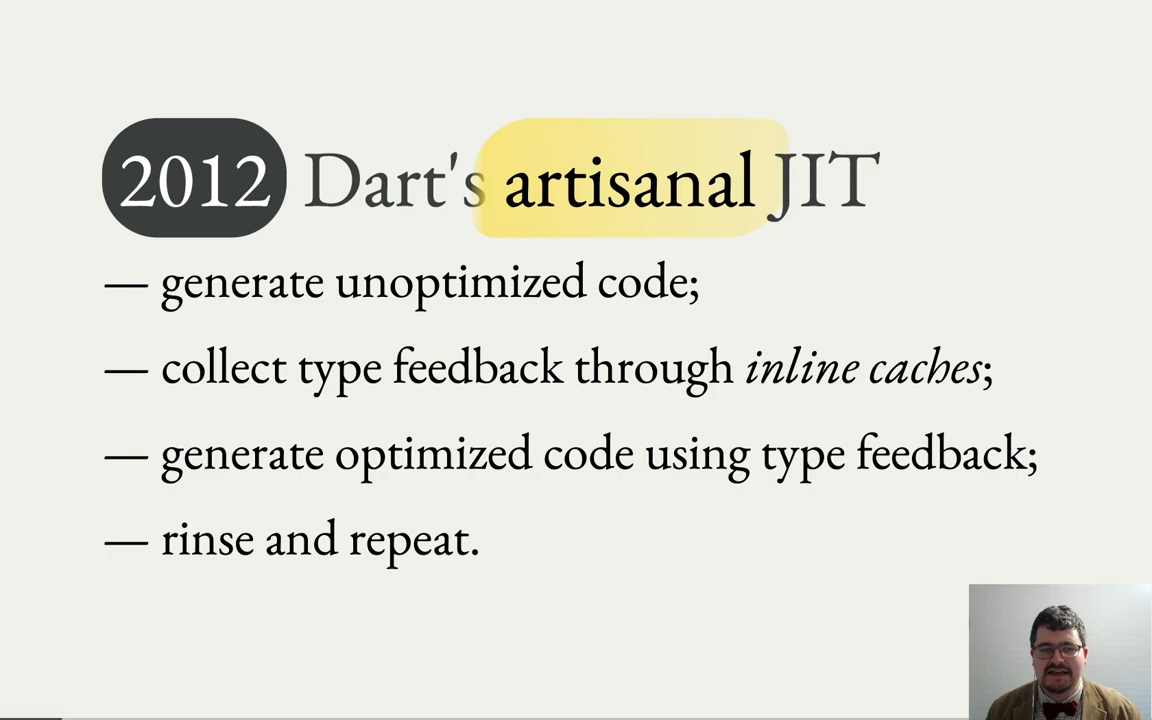 2012 Dart's artisanal JIT
— generate unoptimized code;
— collect type feedback through inline caches;
— generate optimized code using type feedback;
— rinse and repeat.